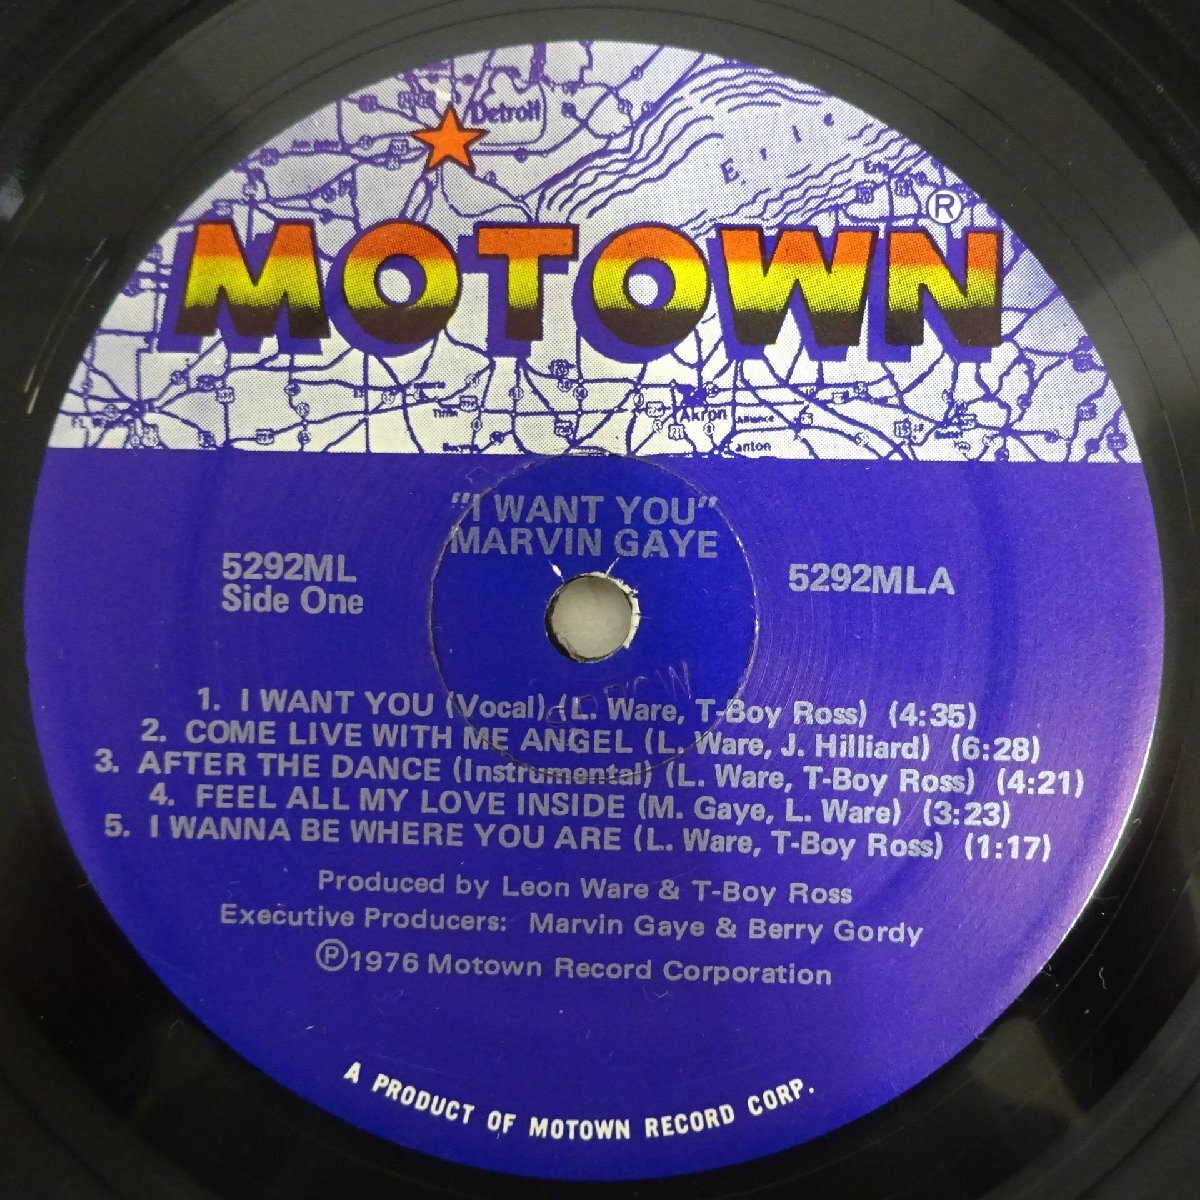 Detroit
Erie
MOTOWN®
Akron
Canton
"I WANT YOU"
MARVIN GAYE
5292ML
Side One
5292MLA
1. I WANT YOU (Vocal) (L. Ware, T-Boy Ross) (4:35)
2. COME LIVE WITH ME ANGEL (L. Ware, J. Hilliard) (6:28)
3. AFTER THE DANCE (Instrumental) (L. Ware, T-Boy Ross) (4:21)
4. FEEL ALL MY LOVE INSIDE (M. Gaye, L. Ware) (3:23)
5. I WANNA BE WHERE YOU ARE (L. Ware, T-Boy Ross) (1:17)
Produced by Leon Ware & T-Boy Ross
Executive Producers: Marvin Gaye & Berry Gordy
Ⓟ1976 Motown Record Corporation
A PRODUCT OF MOTOWN RECORD CORP.